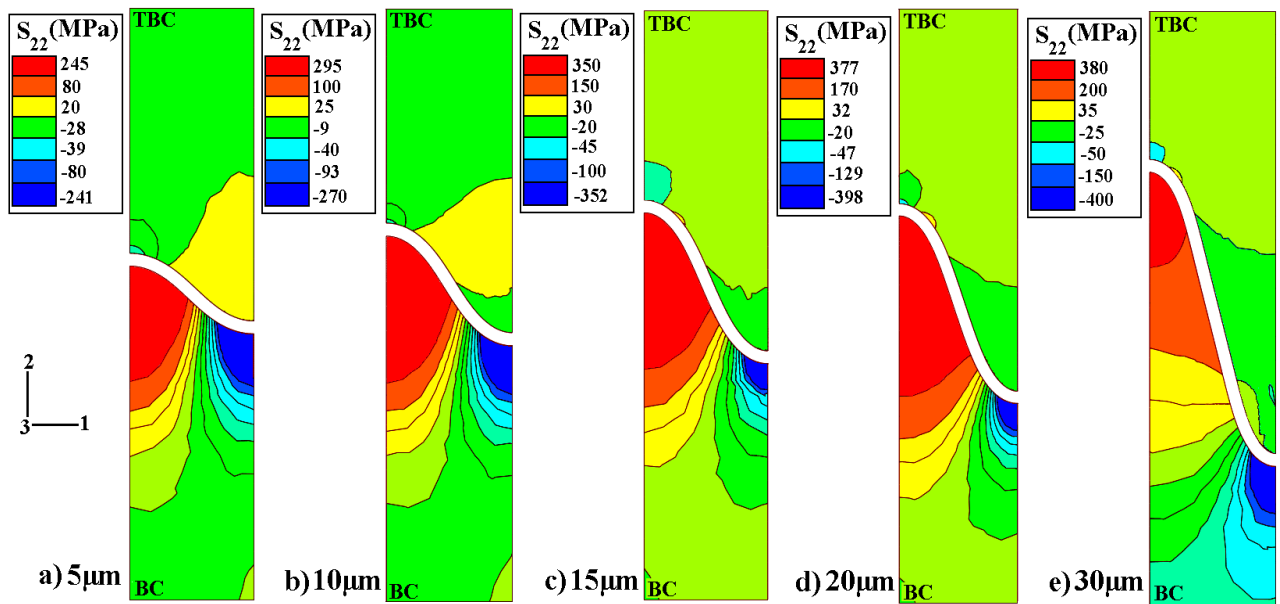 TBC
S22(MPa)
245
80
20
-28
-39
-80
-241
BC
a) 5μm
TBC
S22(MPa)
295
100
25
-9
-40
-93
-270
BC
b) 10μm
TBC
S22(MPa)
350
150
30
-20
-45
-100
-352
BC
c) 15μm
TBC
S22(MPa)
377
170
32
-20
-47
-129
-398
BC
d) 20μm
TBC
S22(MPa)
380
200
35
-25
-50
-150
-400
BC
e) 30μm
2
3
1